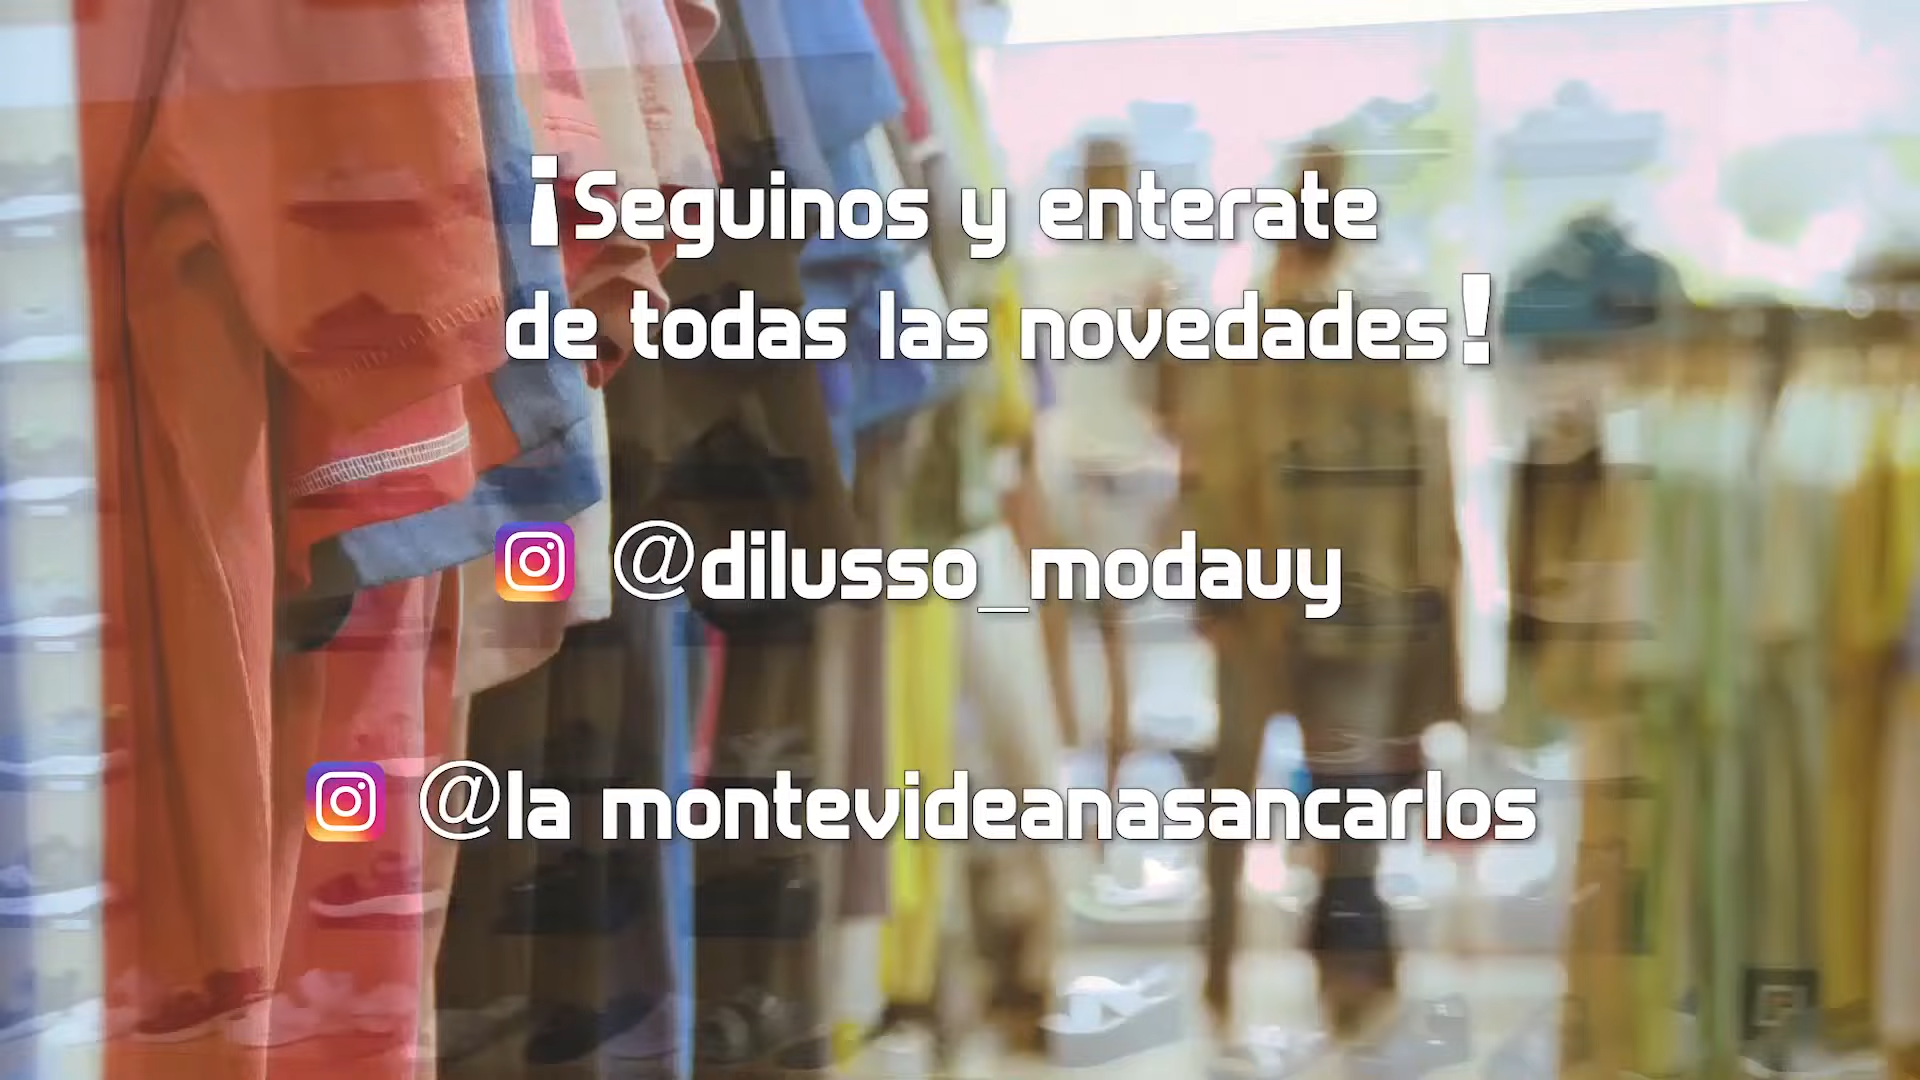 ¡Seguinos y enterate
de todas las novedades!
@dilusso_modauy
@la montevideanasancarlos